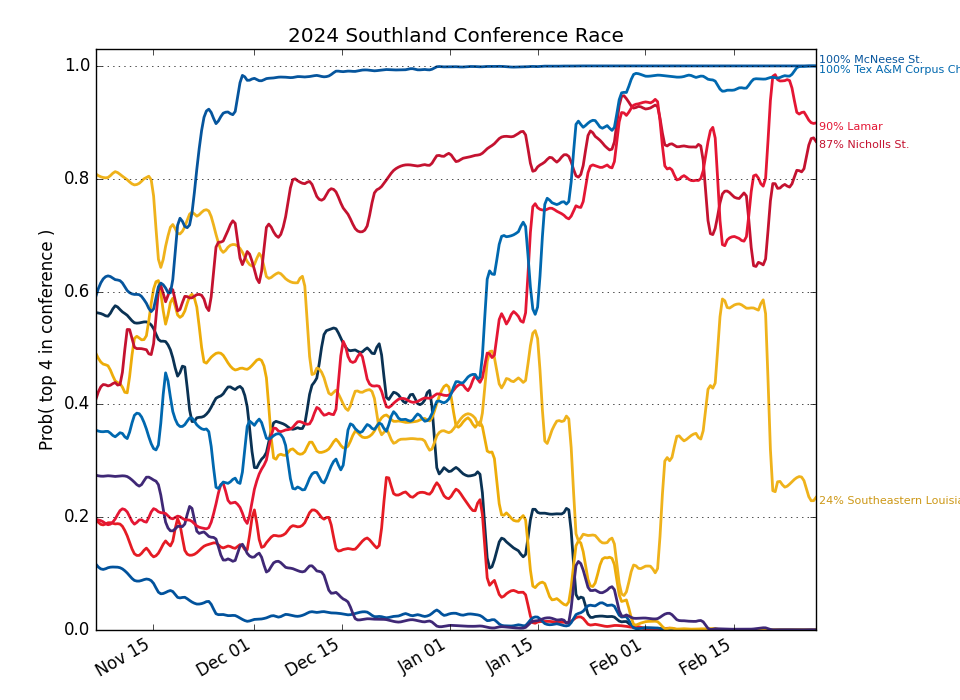 2024 Southland Conference Race
Prob( top 4 in conference )
1.0
0.8
0.6
0.4
0.2
0.0
Nov 15
Dec 01
Dec 15
Jan 01
Jan 15
Feb 01
Feb 15
100% McNeese St.
100% Tex A&M Corpus Ch
90% Lamar
87% Nicholls St.
24% Southeastern Louisia